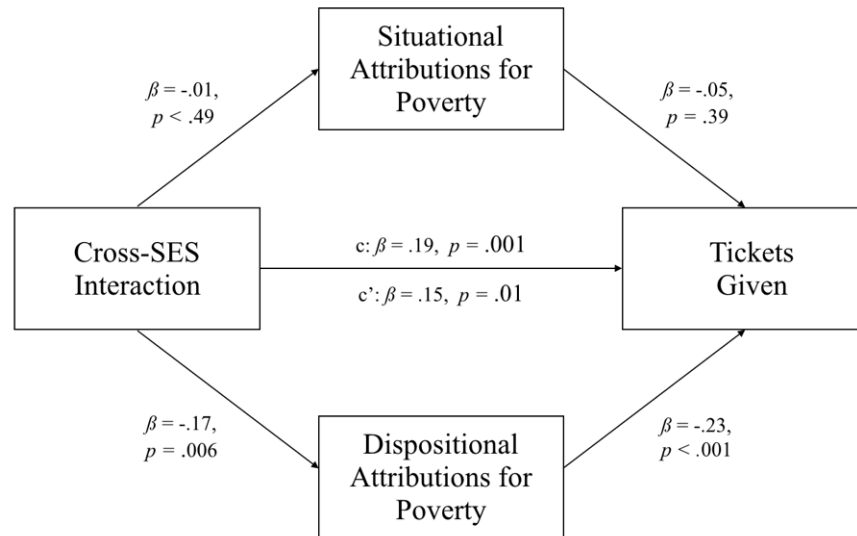 Situational
Attributions for
Poverty
β = -.01,
p < .49
β = -.05,
p = .39
Cross-SES
Interaction
c: β = .19, p = .001
c’: β = .15, p = .01
Tickets
Given
β = -.17,
p = .006
Dispositional
Attributions for
Poverty
β = -.23,
p < .001